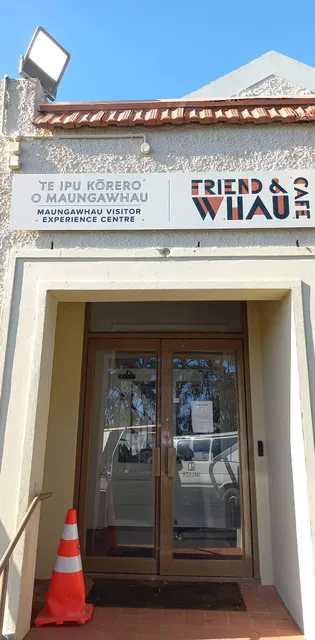 TE IPU KŌRERO
O MAUNGAWHAU
MAUNGAWHAU VISITOR
- EXPERIENCE CENTRE -
FRIEND &
WHAU
CAFE